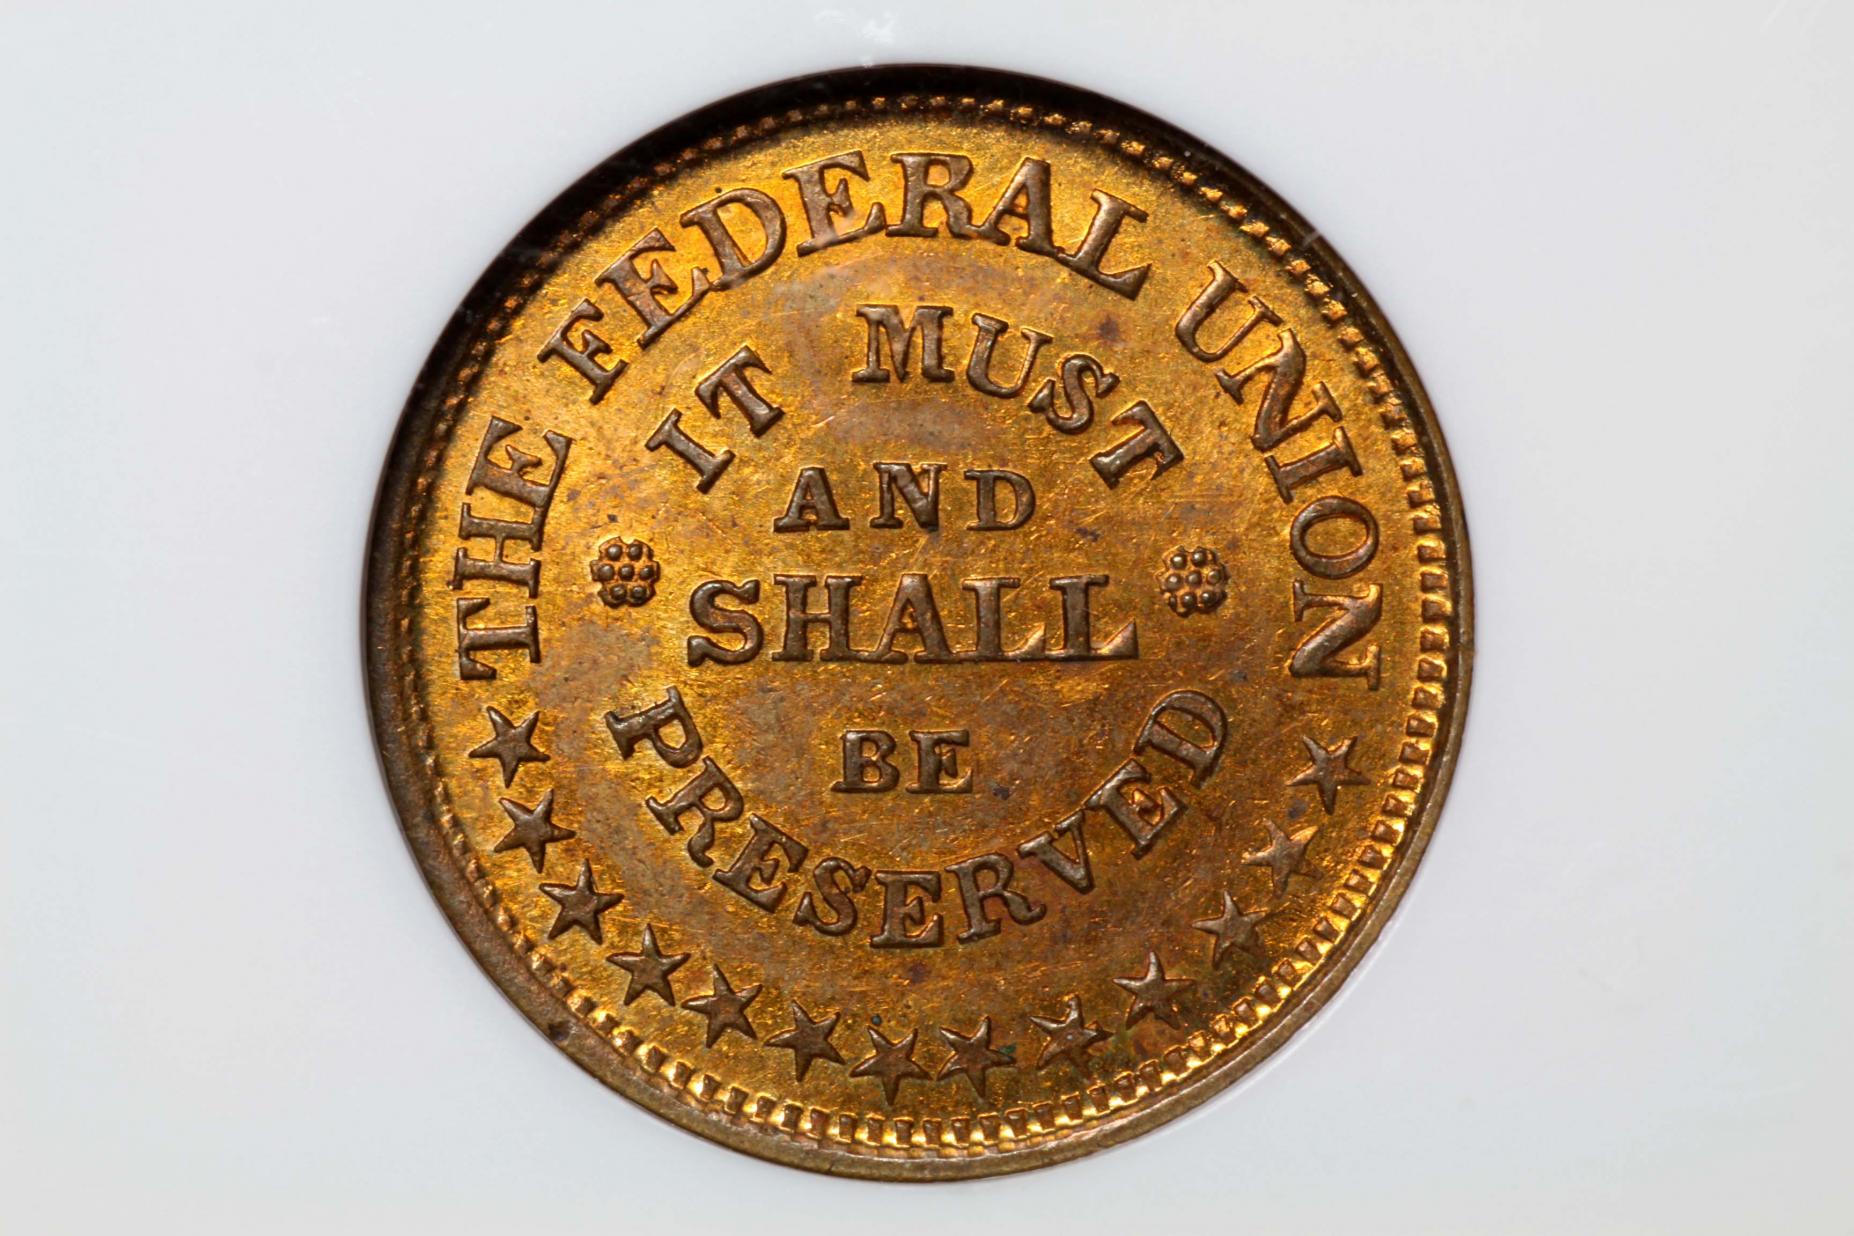 THE FEDERAL UNION
IT MUST
AND
SHALL
BE
PRESERVED